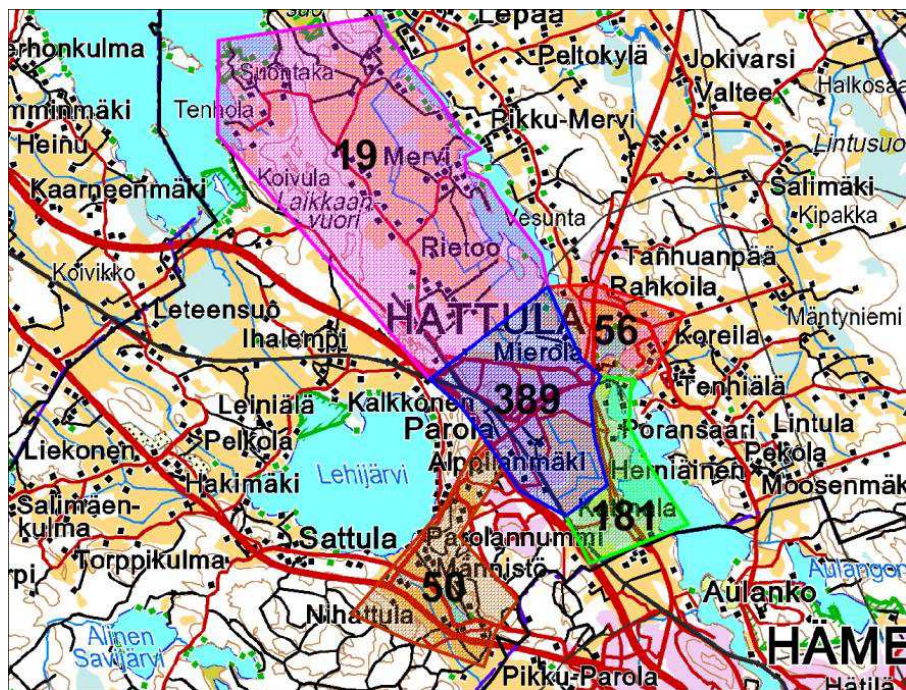 suo
Lepaa
erhonkulma
Peltokylä
Jokivarsi
Suontaka
Valtee
Halkosaa
Tenhola
mminmäki
Pikku-Mervi
Heinu
19
Mervi
Lintusuo
Koivula
Kaarneenmäki
Laikkaan
vuori
Salimäki
Vesunta
Kipakka
Rietoo
Koivikko
Tanhuanpää
Rahkoila
Leteensuo
HATTULA
56
Mäntyniemi
Ihalempi
Mierola
Koreila
Tenhiälä
Leiniälä
Kalkkonen
389
Parola
Poransaari
Lintula
Liekonen
Pelkola
Pekola
Lehijärvi
Herniäinen
Hakimäki
Moosenmäk
Salimäen-
kulma
181
Sattula
Parolannummi
Torppikulma
rpi
Männistö
Aulangon
50
Aulanko
Nihattula
Alinen
Savijärvi
HÄME
Pikku-Parola
Hätilä